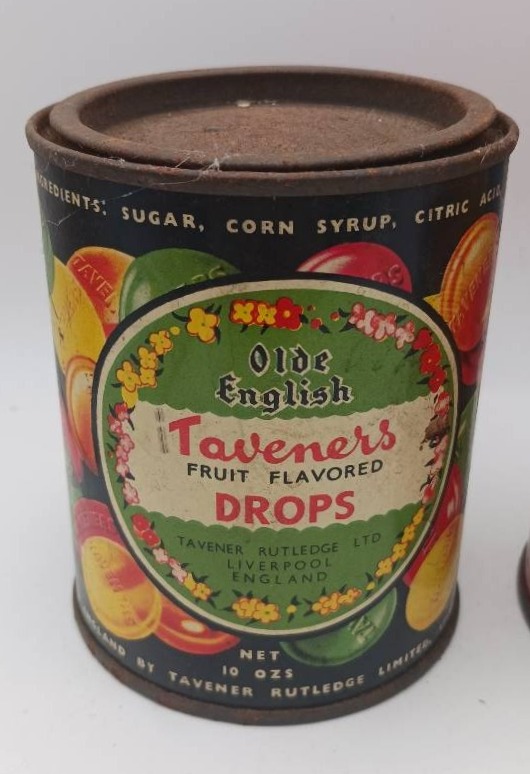 INGREDIENTS: SUGAR, CORN SYRUP, CITRIC ACID,
Olde
English
Taveners
FRUIT FLAVORED
DROPS
TAVENER RUTLEDGE LTD
LIVERPOOL
ENGLAND
NET
10 OZS
ENGLAND BY TAVENER RUTLEDGE LIMITED,